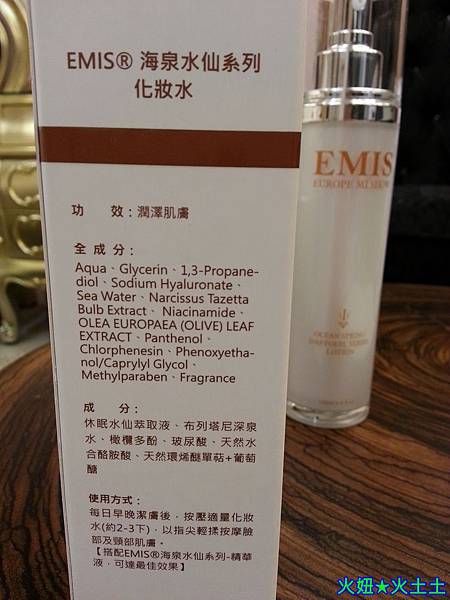 EMIS® 海泉水仙系列
化妝水
功　　效：潤澤肌膚
全 成 分：
Aqua、Glycerin、1,3-Propane-
diol、Sodium Hyaluronate、
Sea Water、Narcissus Tazetta
Bulb Extract、Niacinamide、
OLEA EUROPAEA (OLIVE) LEAF
EXTRACT、Panthenol、
Chlorphenesin、Phenoxyetha-
nol/Caprylyl Glycol、
Methylparaben、Fragrance
成　　分：
休眠水仙萃取液、布列塔尼深泉
水、橄欖多酚、玻尿酸、天然水
合酪胺酸、天然環烯醚單萜+葡萄
醣
使用方式：
每日早晚潔膚後，按壓適量化妝
水(約2-3下)，以指尖輕揉按摩臉
部及頸部肌膚。
【搭配EMIS®海泉水仙系列-精華
液，可達最佳效果】
EMIS
EUROPE MUSEUM
OCEAN SPRING
DAFFODIL SERIES
LOTION
火妞★火土土